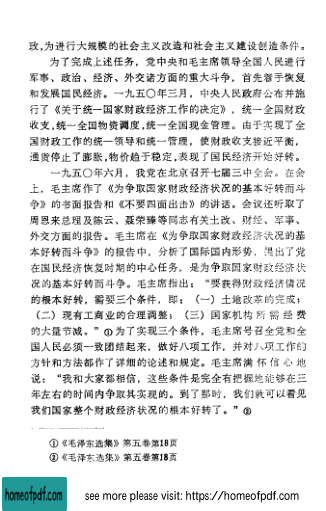 政,为进行大规模的社会主义改造和社会主义建设创造条件。
为了完成上述任务，党中央和毛主席领导全国人民进行
军事、政治、经济、外交诸方面的重大斗争，首先着手恢复
和发展国民经济。一九五〇年三月，中央人民政府公布并施
行了《关于统一国家财政经济工作的决定》，统一全国财政
收支,统一全国物资调度,统一全国现金管理。由于实现了全
国财政工作的统一领导和统一管理，使财政收支接近平衡，
通货停止了膨胀,物价趋于稳定,表现了国民经济开始好转。
一九五〇年六月，我党在北京召开七届三中全会。在会
上，毛主席作了《为争取国家财政经济状况的基本好转而斗
争》的书面报告和《不要四面出击》的讲话。会议还听取了
周恩来总理及陈云、聂荣臻等同志有关土改、财经、军事、
外交方面的报告。毛主席在《为争取国家财政经济状况的基
本好转而斗争》的报告中，分析了国际国内形势，提出了党
在国民经济恢复时期的中心任务，是为争取国家财政经济状
况的基本好转而斗争。毛主席指出：“要获得财政经济情况
的根本好转，需要三个条件，即：（一）土地改革的完成；
（二）现有工商业的合理调整；（三）国家机构所需经费
的大量节减。”①为了实现三个条件，毛主席号召全党和全
国人民必须一致团结起来，做好八项工作，并对八项工作的
方针和方法都作了详细的论述和规定。毛主席满怀信心地
说：“我和大家都相信，这些条件是完全有把握地能够在三
年左右的时间内争取其实现的。到了那时，我们就可以看见
我们国家整个财政经济状况的根本好转了。”②
①《毛泽东选集》第五卷第18页
②《毛泽东选集》第五卷第18页
homeofpdf.com
see more please visit: https://homeofpdf.com